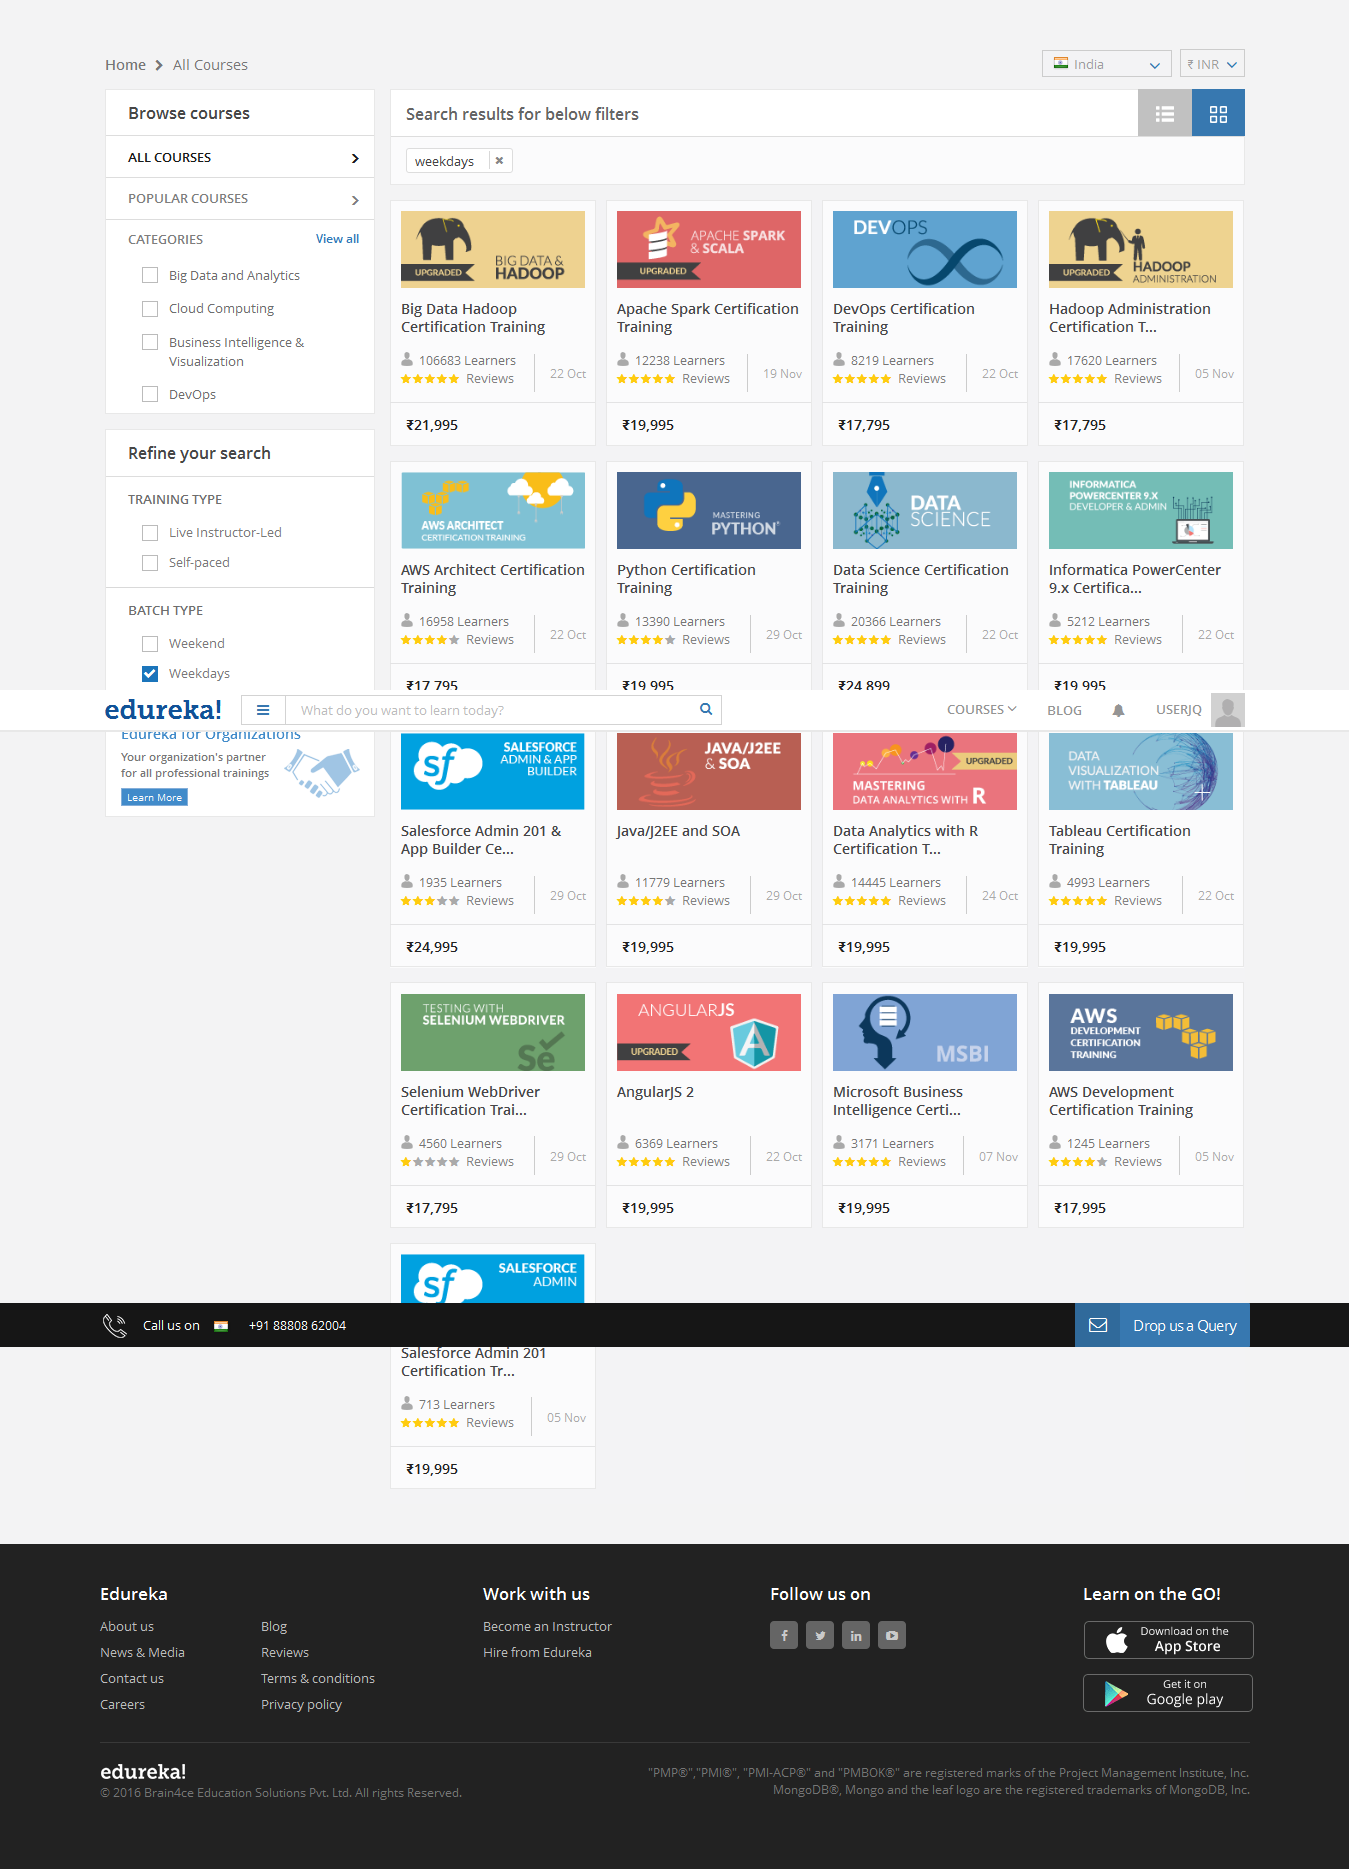 Home > All Courses
India
₹ INR
Browse courses
ALL COURSES
POPULAR COURSES
CATEGORIES
View all
Big Data and Analytics
Cloud Computing
Business Intelligence &
Visualization
DevOps
Refine your search
TRAINING TYPE
Live Instructor-Led
Self-paced
BATCH TYPE
Weekend
Weekdays
Search results for below filters
weekdays
BIG DATA &
HADOOP
UPGRADED
Big Data Hadoop
Certification Training
106683 Learners
Reviews
22 Oct
₹21,995
APACHE SPARK
& SCALA
UPGRADED
Apache Spark Certification
Training
12238 Learners
Reviews
19 Nov
₹19,995
DEVOPS
DevOps Certification
Training
8219 Learners
Reviews
22 Oct
₹17,795
HADOOP
ADMINISTRATION
UPGRADED
Hadoop Administration
Certification T...
17620 Learners
Reviews
05 Nov
₹17,795
AWS ARCHITECT
CERTIFICATION TRAINING
AWS Architect Certification
Training
16958 Learners
Reviews
22 Oct
₹17,795
MASTERING
PYTHON
Python Certification
Training
13390 Learners
Reviews
29 Oct
₹19,995
DATA
SCIENCE
Data Science Certification
Training
20366 Learners
Reviews
22 Oct
₹24,899
INFORMATICA
POWERCENTER 9.X
DEVELOPER & ADMIN
Informatica PowerCenter
9.x Certifica...
5212 Learners
Reviews
22 Oct
₹19,995
edureka!
What do you want to learn today?
COURSES
BLOG
USERJQ
Edureka for Organizations
Your organization's partner
for all professional trainings
Learn More
sf
SALESFORCE
ADMIN & APP
BUILDER
Salesforce Admin 201 &
App Builder Ce...
1935 Learners
Reviews
29 Oct
₹24,995
JAVA/J2EE
& SOA
Java/J2EE and SOA
11779 Learners
Reviews
29 Oct
₹19,995
UPGRADED
MASTERING
DATA ANALYTICS WITH R
Data Analytics with R
Certification T...
14445 Learners
Reviews
24 Oct
₹19,995
DATA
VISUALIZATION
WITH TABLEAU
Tableau Certification
Training
4993 Learners
Reviews
22 Oct
₹19,995
TESTING WITH
SELENIUM WEBDRIVER
Se
Selenium WebDriver
Certification Trai...
4560 Learners
Reviews
29 Oct
₹17,795
ANGULARJS
UPGRADED
A
AngularJS 2
6369 Learners
Reviews
22 Oct
₹19,995
MSBI
Microsoft Business
Intelligence Certi...
3171 Learners
Reviews
07 Nov
₹19,995
AWS
DEVELOPMENT
CERTIFICATION
TRAINING
AWS Development
Certification Training
1245 Learners
Reviews
05 Nov
₹17,995
sf
SALESFORCE
ADMIN
Call us on
+91 88808 62004
Drop us a Query
Salesforce Admin 201
Certification Tr...
713 Learners
Reviews
05 Nov
₹19,995
Edureka
About us
News & Media
Contact us
Careers
Blog
Reviews
Terms & conditions
Privacy policy
Work with us
Become an Instructor
Hire from Edureka
Follow us on
Learn on the GO!
Download on the
App Store
Get it on
Google play
edureka!
© 2016 Brain4ce Education Solutions Pvt. Ltd. All rights Reserved.
"PMP®","PMI®", "PMI-ACP®" and "PMBOK®" are registered marks of the Project Management Institute, Inc.
MongoDB®, Mongo and the leaf logo are the registered trademarks of MongoDB, Inc.